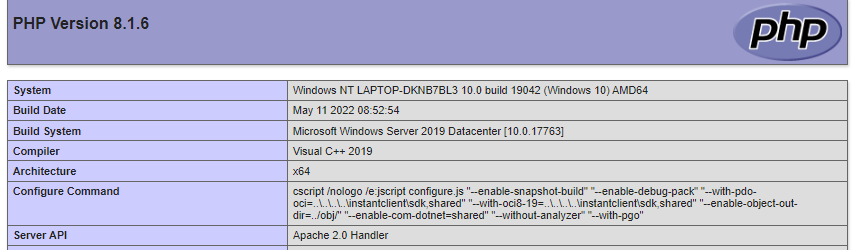 PHP Version 8.1.6
php
System Windows NT LAPTOP-DKNB7BL3 10.0 build 19042 (Windows 10) AMD64
Build Date May 11 2022 08:52:54
Build System Microsoft Windows Server 2019 Datacenter [10.0.17763]
Compiler Visual C++ 2019
Architecture x64
Configure Command cscript /nologo /e:jscript configure.js "--enable-snapshot-build" "--enable-debug-pack" "--with-pdo-
oci=..\..\..\..\instantclient\sdk,shared" "--with-oci8-19=..\..\..\..\instantclient\sdk,shared" "--enable-object-out-
dir=../obj/" "--enable-com-dotnet=shared" "--without-analyzer" "--with-pgo"
Server API Apache 2.0 Handler